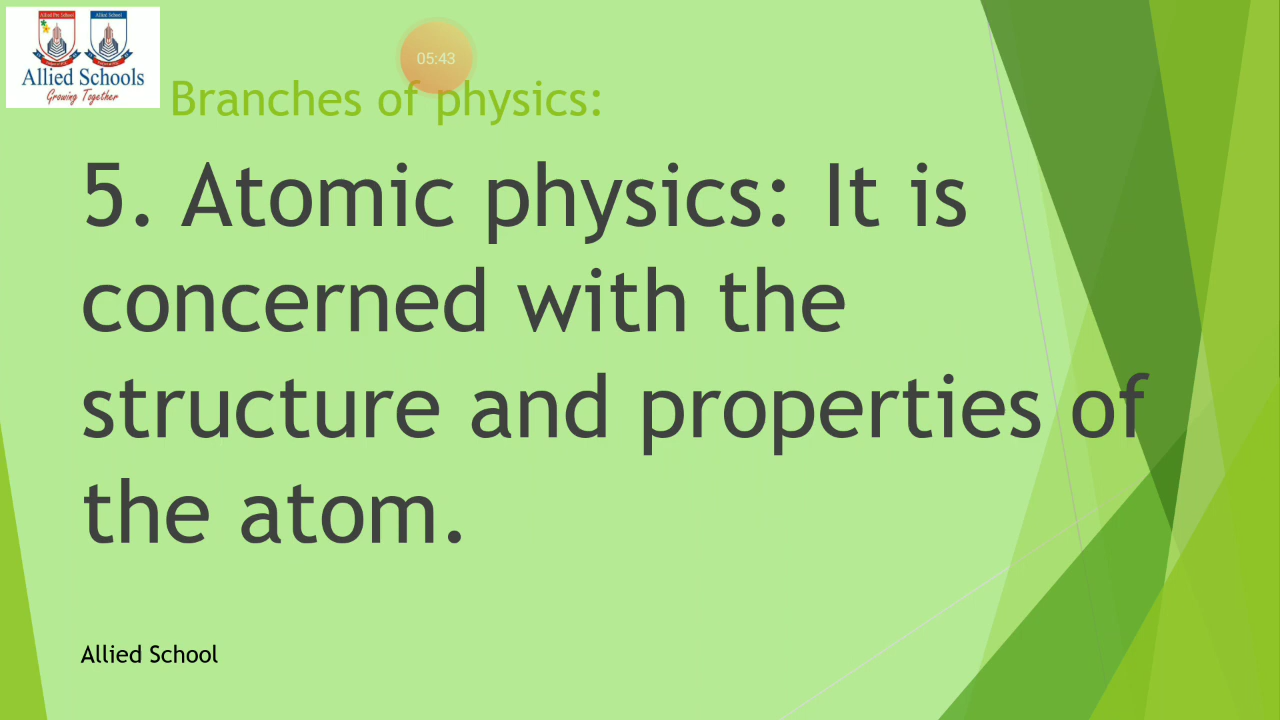 Allied Schools
Growing Together
05:43
Branches of physics:
5. Atomic physics: It is
concerned with the
structure and properties of
the atom.
Allied School